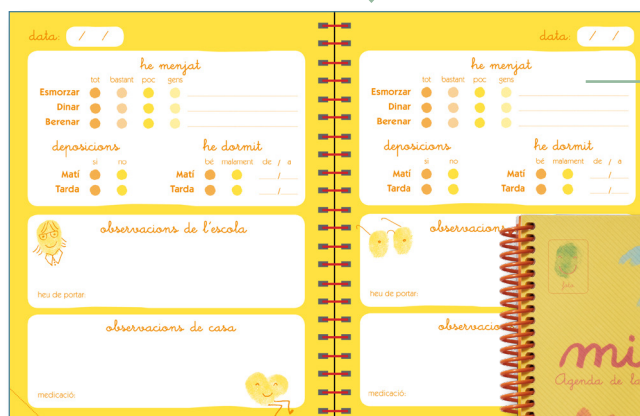 data: / /
he menjat
tot bastant poc gens
Esmorzar
Dinar
Berenar
deposicions
he dormit
si no
bé malament de / a
Matí
Matí /
Tarda
Tarda /
observacions de l'escola
heu de portar:
observacions de casa
medicació:
data: / /
he menjat
tot bastant poc gens
Esmorzar
Dinar
Berenar
deposicions
he dormit
si no
bé malament de / a
Matí
Matí /
Tarda
Tarda /
observacions
heu de portar:
observacio
medicació:
foto
mi
Agenda de la